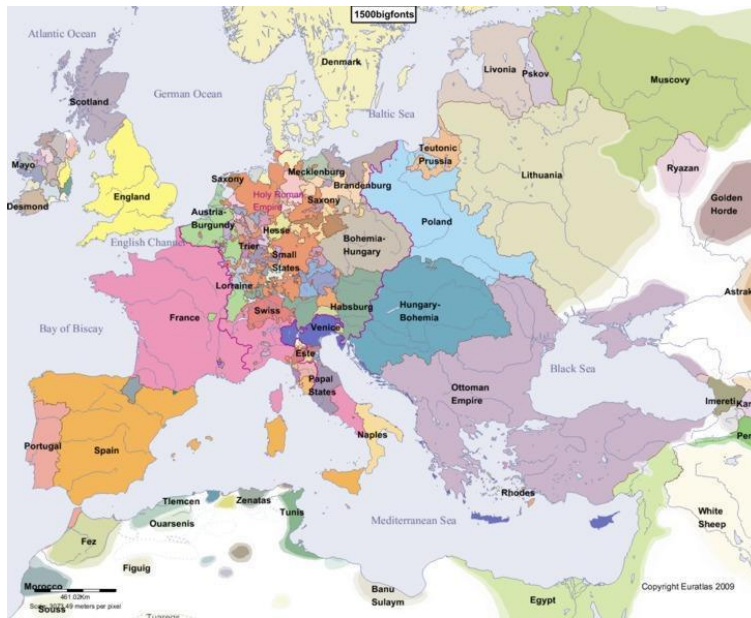 1500bigfonts
Atlantic Ocean
Denmark
Livonia
Pskov
Muscovy
German Ocean
Scotland
Baltic Sea
Teutonic
Prussia
Mayo
Saxony
Mecklenburg
Ryazan
Lithuania
Holy Roman
Empire
Brandenburg
England
Saxony
Golden
Horde
Desmond
Austria-
Burgundy
Poland
Hesse
English Channel
Trier
Bohemia-
Hungary
Small
States
Astrak
Lorraine
Habsburg
Hungary-
Bohemia
France
Swiss
Bay of Biscay
Venice
Este
Black Sea
Papal
States
Ottoman
Empire
Imereti
Kar
Per
Portugal
Spain
Naples
Rhodes
Tlemcen
Zenatas
Ouarsenis
Tunis
White
Sheep
Mediterranean Sea
Fez
Figuig
Morocco
Banu
Sulaym
Copyright Euratlas 2009
461.02Km
Egypt
Souss